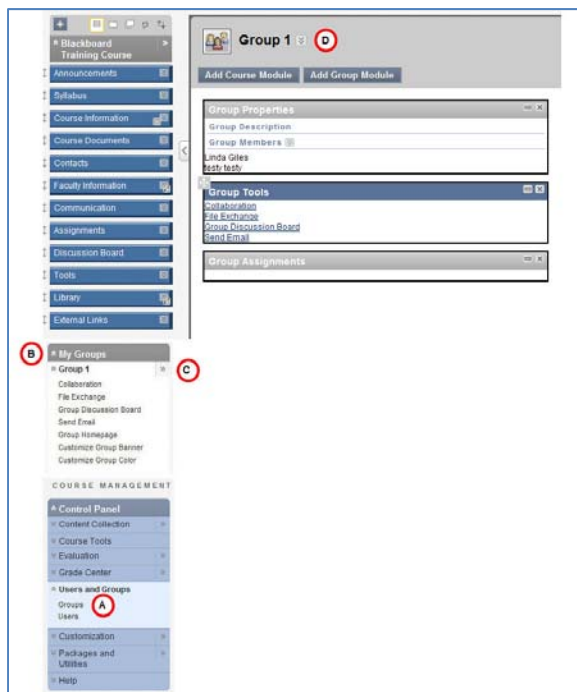 Blackboard
Training Course
Announcements
Syllabus
Course Information
Course Documents
Contacts
Faculty Information
Communication
Assignments
Discussion Board
Tools
Library
External Links
B
My Groups
Group 1
C
Collaboration
File Exchange
Group Discussion Board
Send Email
Group Homepage
Customize Group Banner
Customize Group Color
COURSE MANAGEMENT
Control Panel
Content Collection
Course Tools
Evaluation
Grade Center
Users and Groups
Groups
A
Users
Customization
Packages and
Utilities
Help
Group 1
D
Add Course Module
Add Group Module
Group Properties
Group Description
Group Members
Linda Giles
testy testy
Group Tools
Collaboration
File Exchange
Group Discussion Board
Send Email
Group Assignments